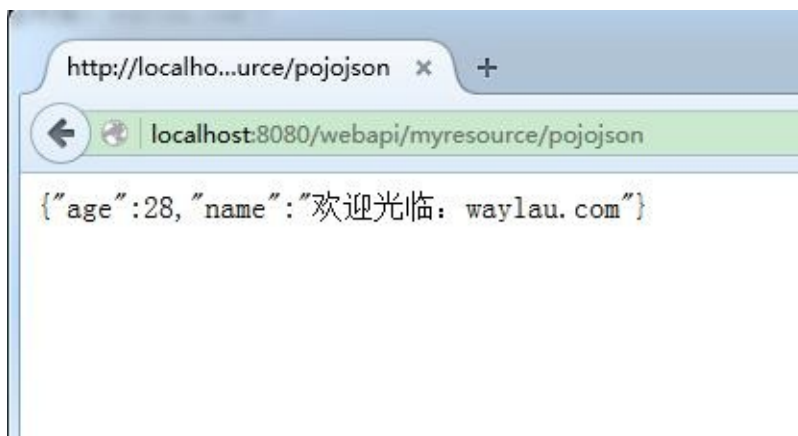 http://localho...urce/pojojson
localhost:8080/webapi/myresource/pojojson
{"age":28,"name":"欢迎光临：waylau.com"}